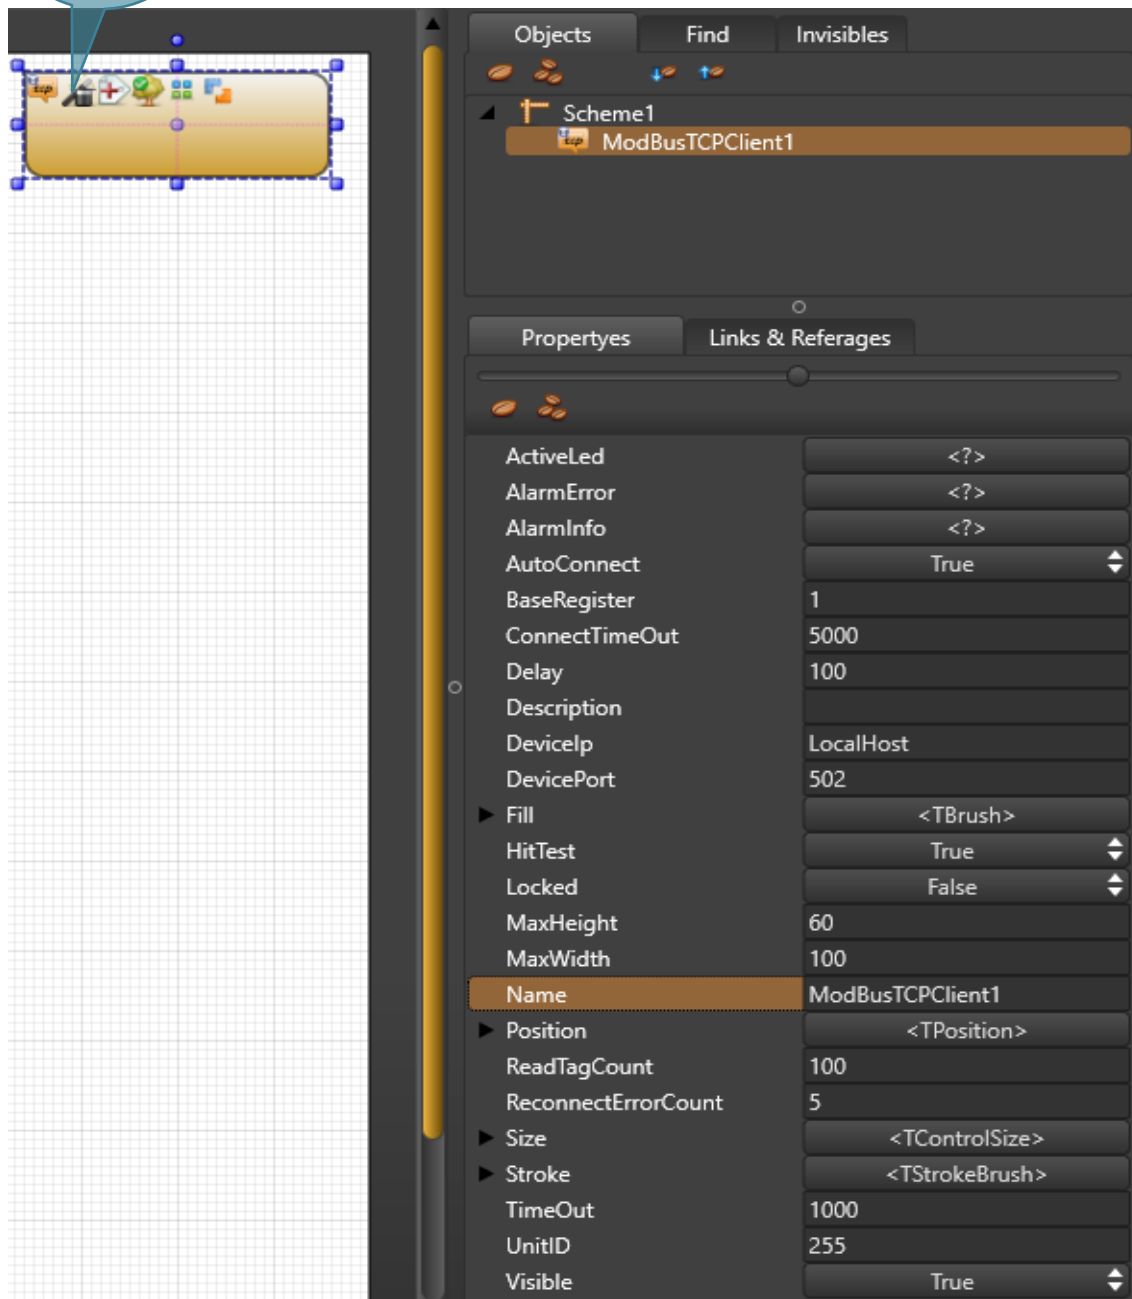 Objects Find Invisibles
tcp
Scheme1
tcp ModBusTCPClient1
Propertyes Links & Referages
ActiveLed <?>
AlarmError <?>
AlarmInfo <?>
AutoConnect True
BaseRegister 1
ConnectTimeOut 5000
Delay 100
Description
DeviceIp LocalHost
DevicePort 502
Fill <TBrush>
HitTest True
Locked False
MaxHeight 60
MaxWidth 100
Name ModBusTCPClient1
Position <TPosition>
ReadTagCount 100
ReconnectErrorCount 5
Size <TControlSize>
Stroke <TStrokeBrush>
TimeOut 1000
UnitID 255
Visible True